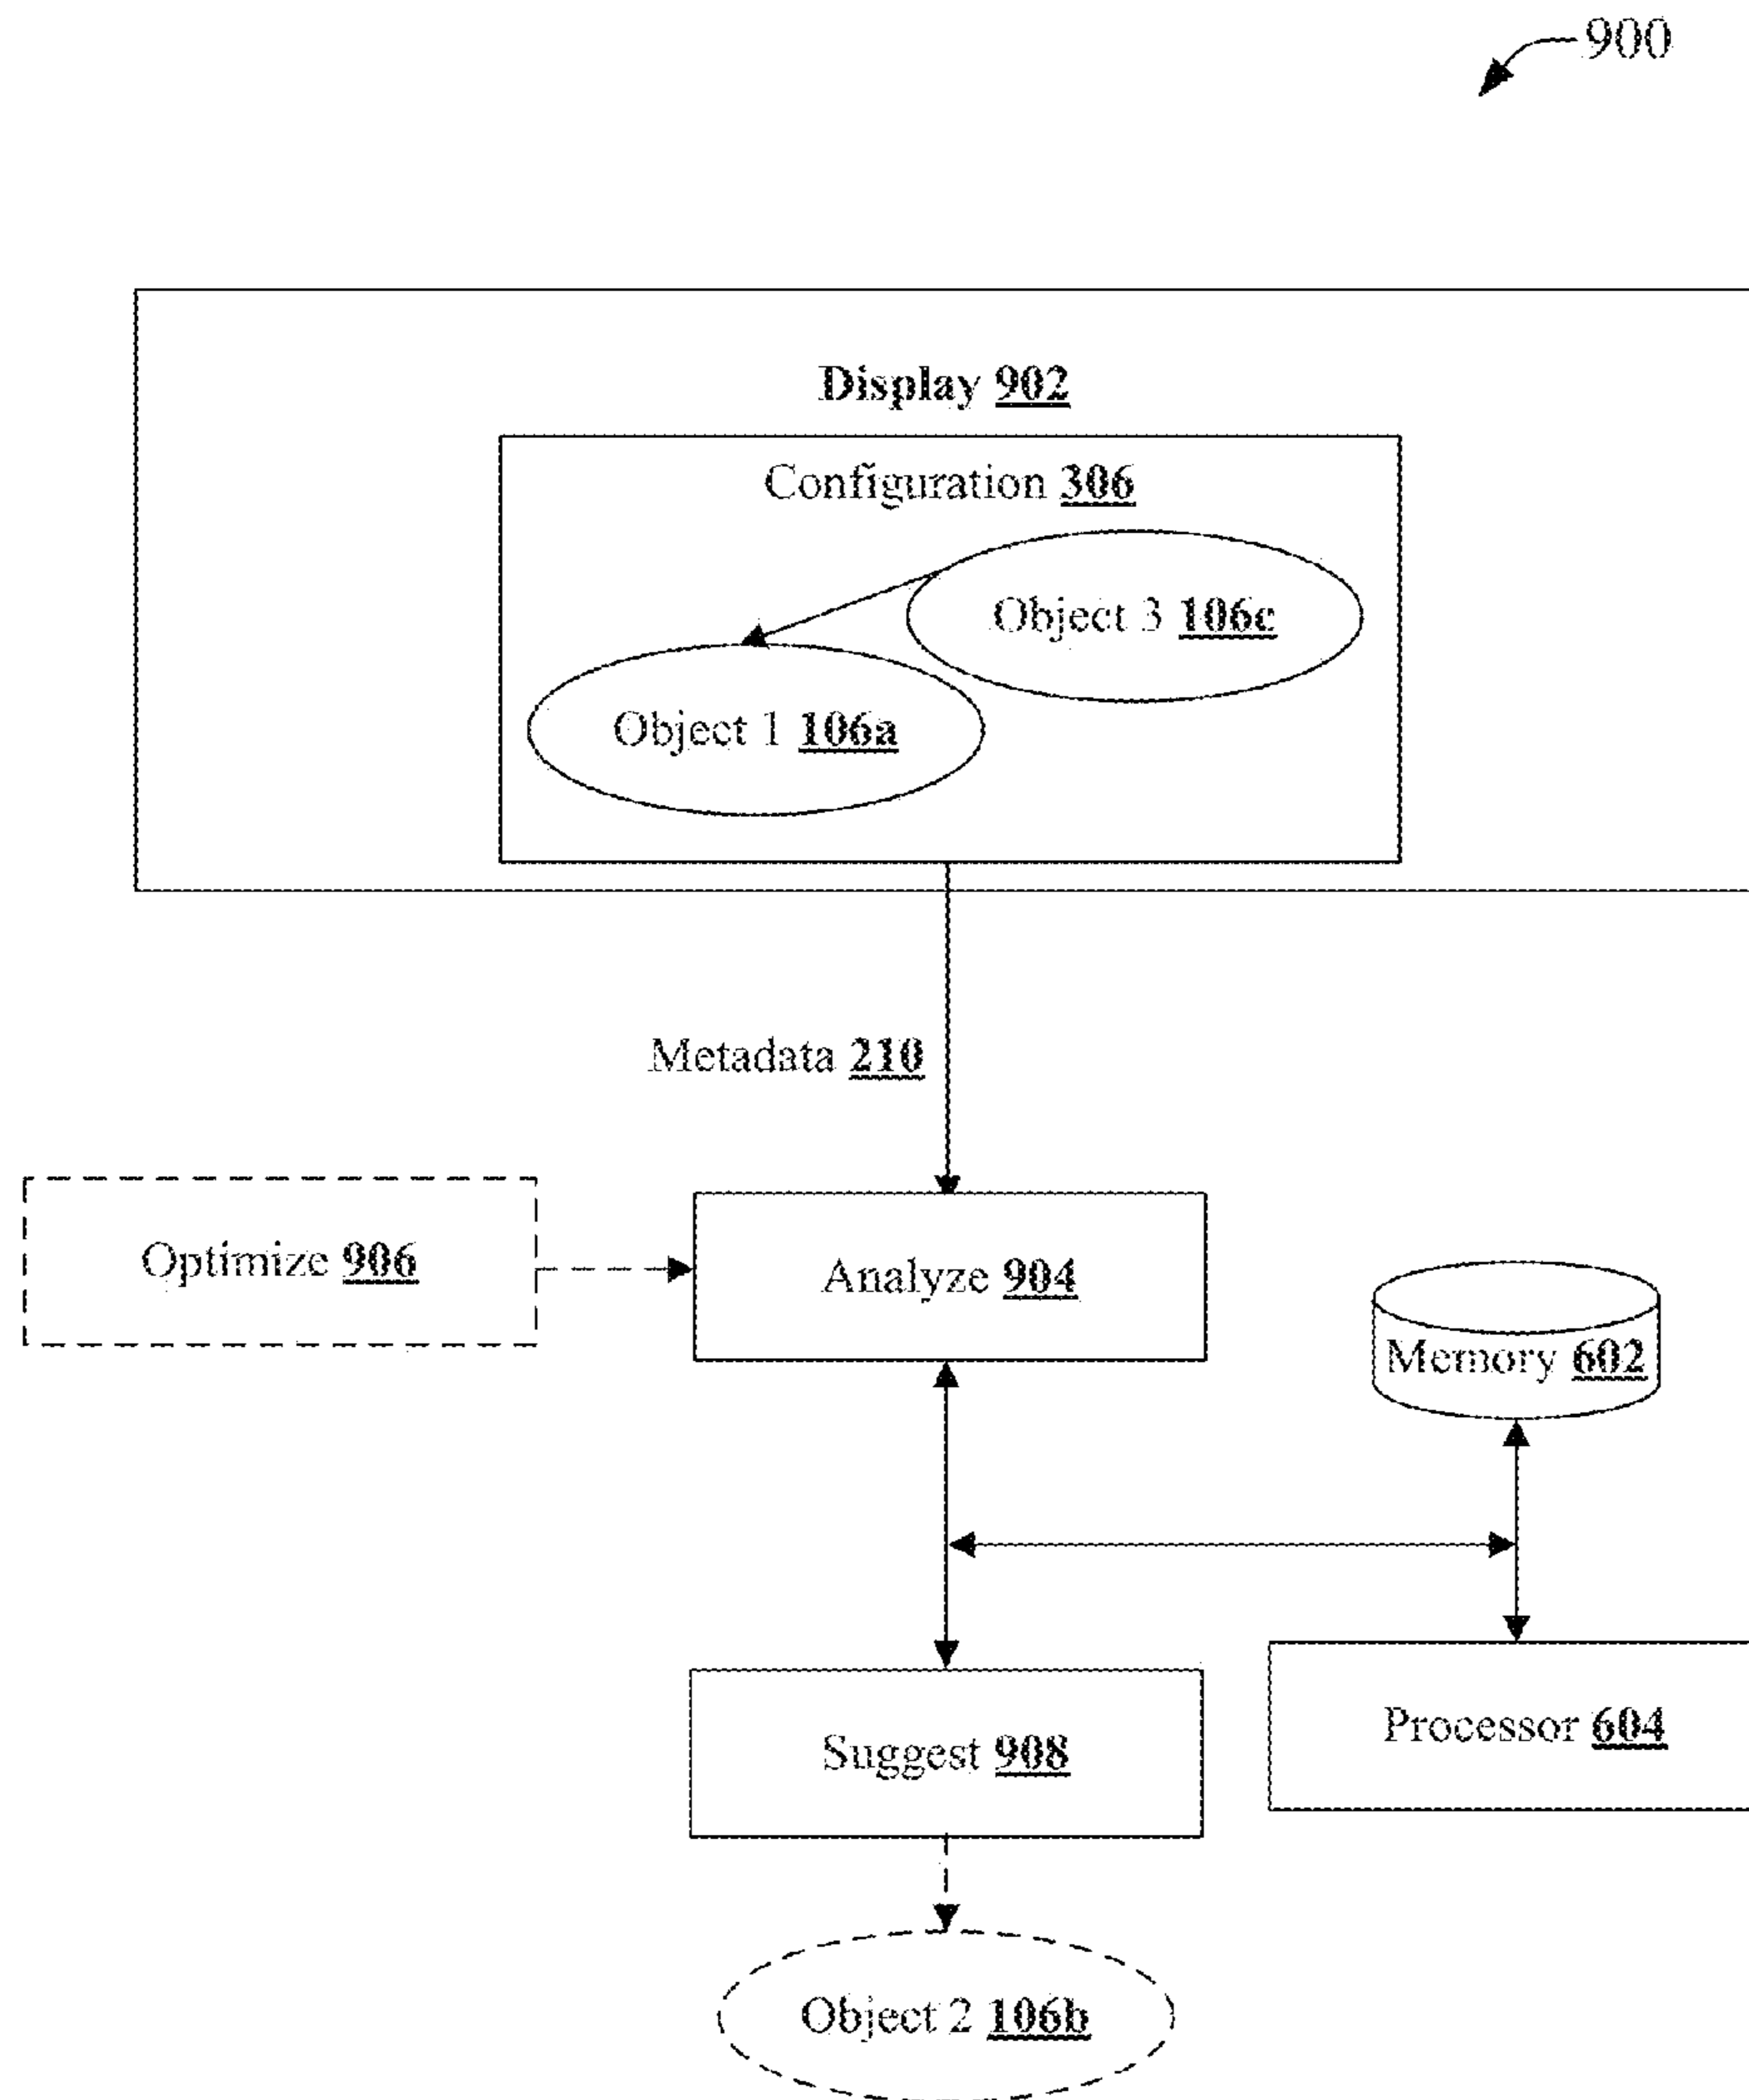 900
Display 902
Configuration 306
Object 3 106c
Object 1 106a
Metadata 210
Optimize 906
Analyze 904
Memory 602
Processor 604
Suggest 908
Object 2 106b